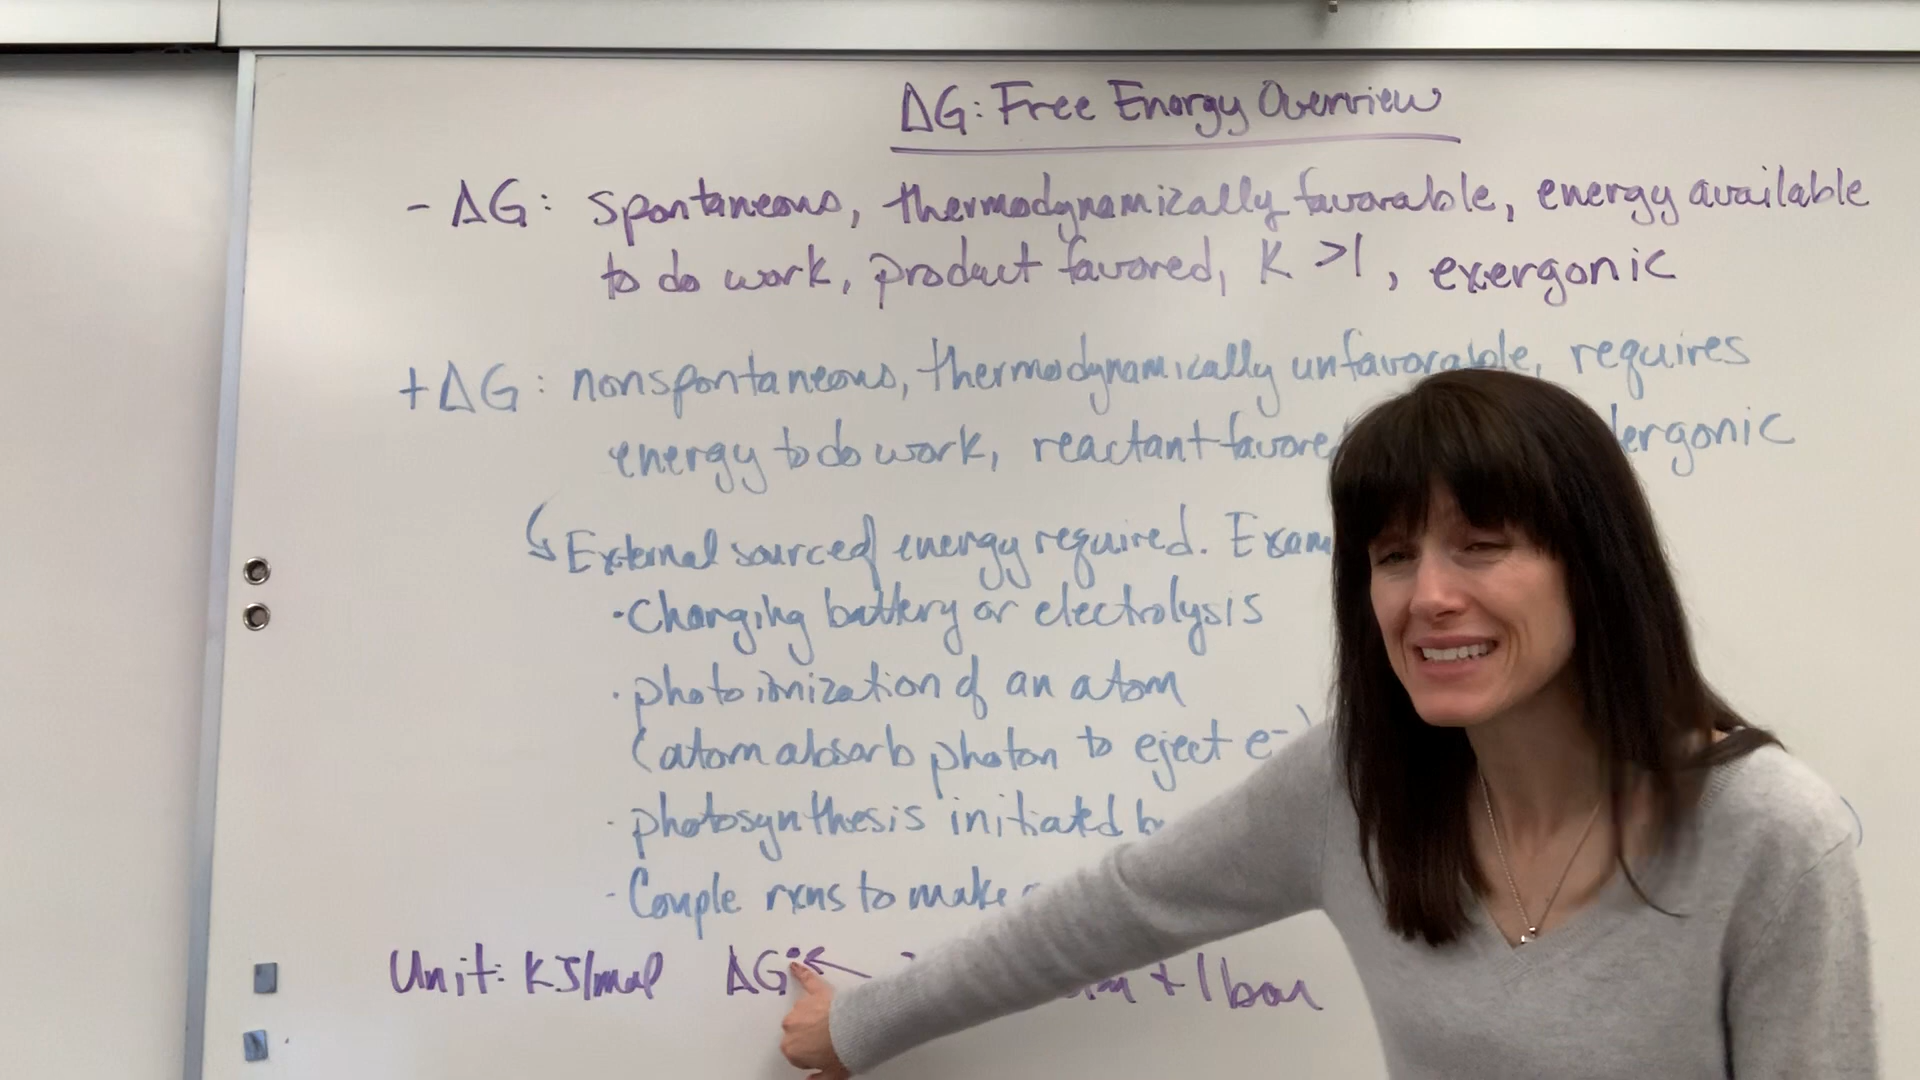 ΔG: Free Energy Overview
- ΔG: spontaneous, thermodynamically favorable, energy available
to do work, product favored, K >1, exergonic
+ΔG: nonspontaneous, thermodynamically unfavorable, requires
energy to do work, reactant favore ergonic
↳ External sourced energy required. Exam
· Charging battery or electrolysis
· photoionization of an atom
(atom absorb photon to eject e-)
· photosynthesis initiated b
- Couple rxns to make
Unit: kJ/mol ΔG° ← + 1 bar